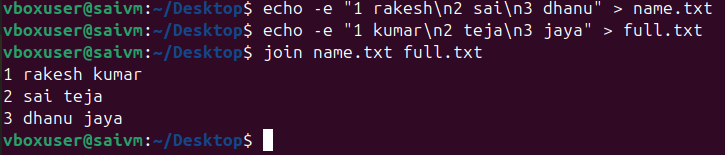 vboxuser@saivm:~/Desktop$ echo -e "1 rakesh\n2 sai\n3 dhanu" > name.txt
vboxuser@saivm:~/Desktop$ echo -e "1 kumar\n2 teja\n3 jaya" > full.txt
vboxuser@saivm:~/Desktop$ join name.txt full.txt
1 rakesh kumar
2 sai teja
3 dhanu jaya
vboxuser@saivm:~/Desktop$